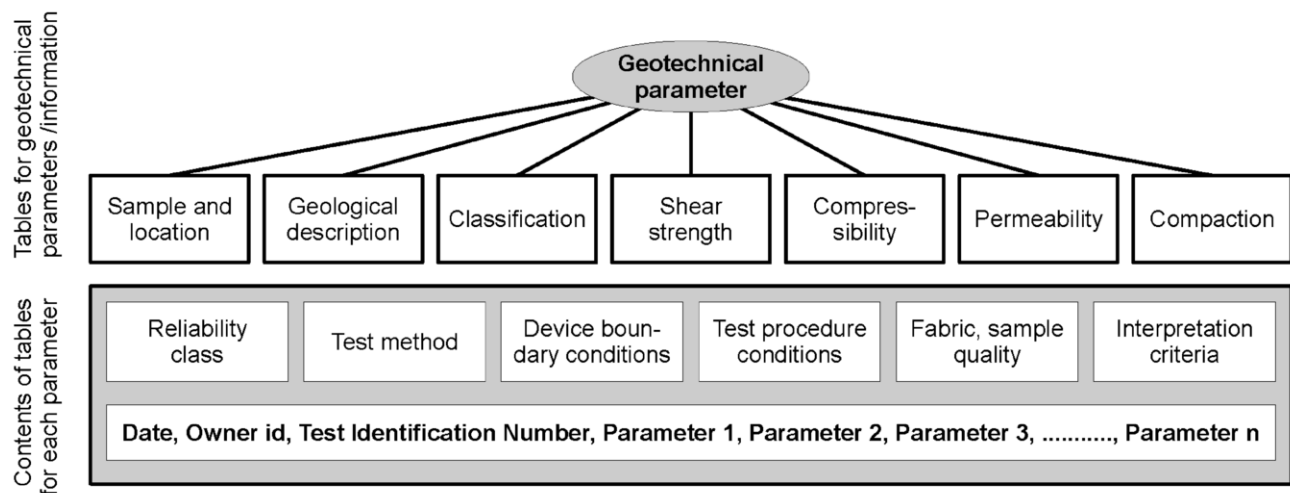 Tables for geotechnical
parameters /information
Geotechnical
parameter
Sample and
location
Geological
description
Classification
Shear
strength
Compres-
sibility
Permeability
Compaction
Contents of tables
for each parameter
Reliability
class
Test method
Device boun-
dary conditions
Test procedure
conditions
Fabric, sample
quality
Interpretation
criteria
Date, Owner id, Test Identification Number, Parameter 1, Parameter 2, Parameter 3, ..........., Parameter n